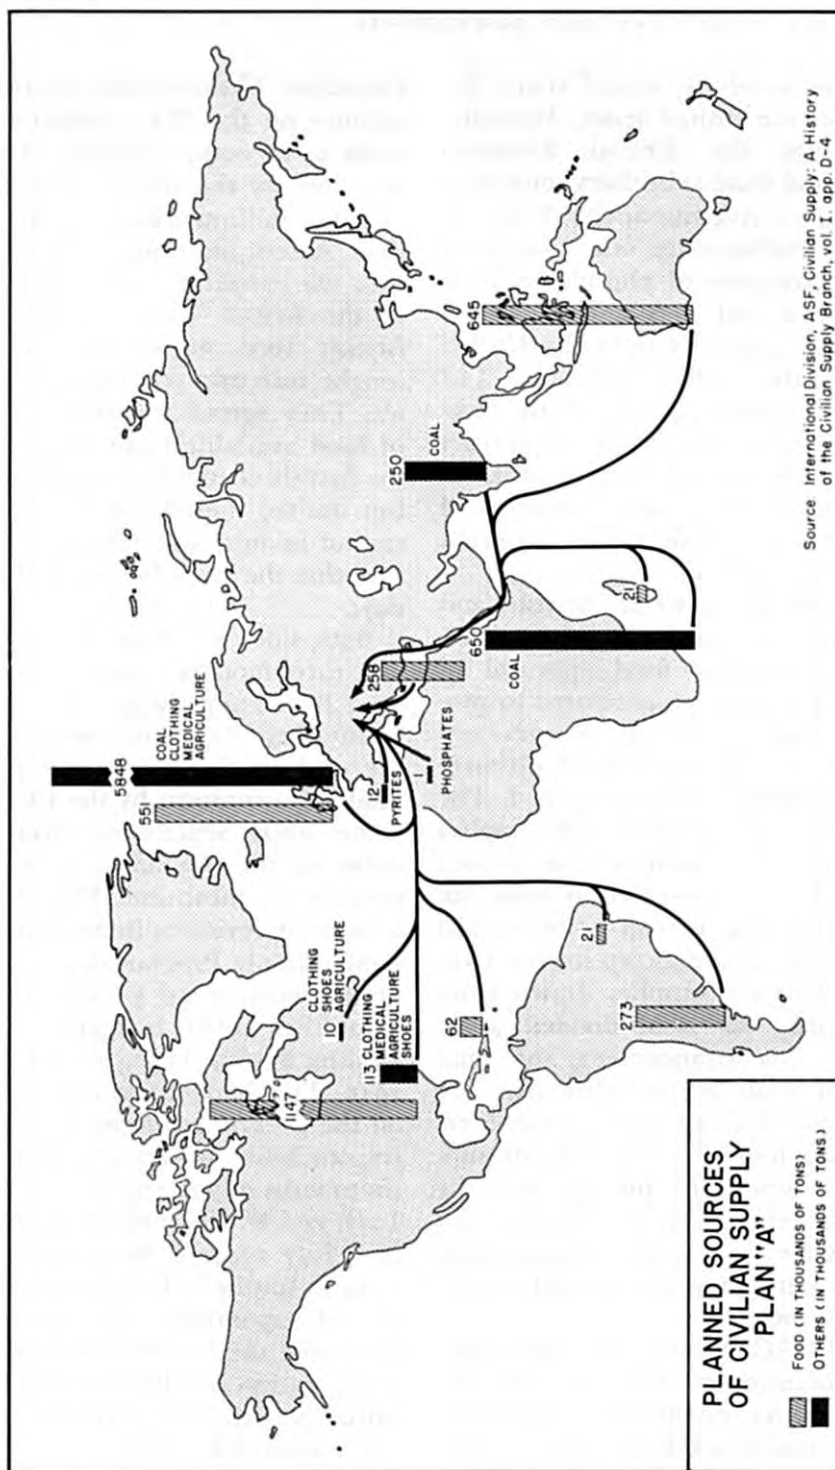 PLANNED SOURCES
OF CIVILIAN SUPPLY
PLAN "A"
FOOD (IN THOUSANDS OF TONS)
OTHERS (IN THOUSANDS OF TONS)
1147
10
CLOTHING
SHOES
AGRICULTURE
113 CLOTHING
MEDICAL
AGRICULTURE
SHOES
62
21
273
551
5848
COAL
CLOTHING
MEDICAL
AGRICULTURE
12
PYRITES
1
PHOSPHATES
258
650
COAL
21
250
COAL
645
Source: International Division, ASF, Civilian Supply: A History
of the Civilian Supply Branch, vol. I, app. D-4.